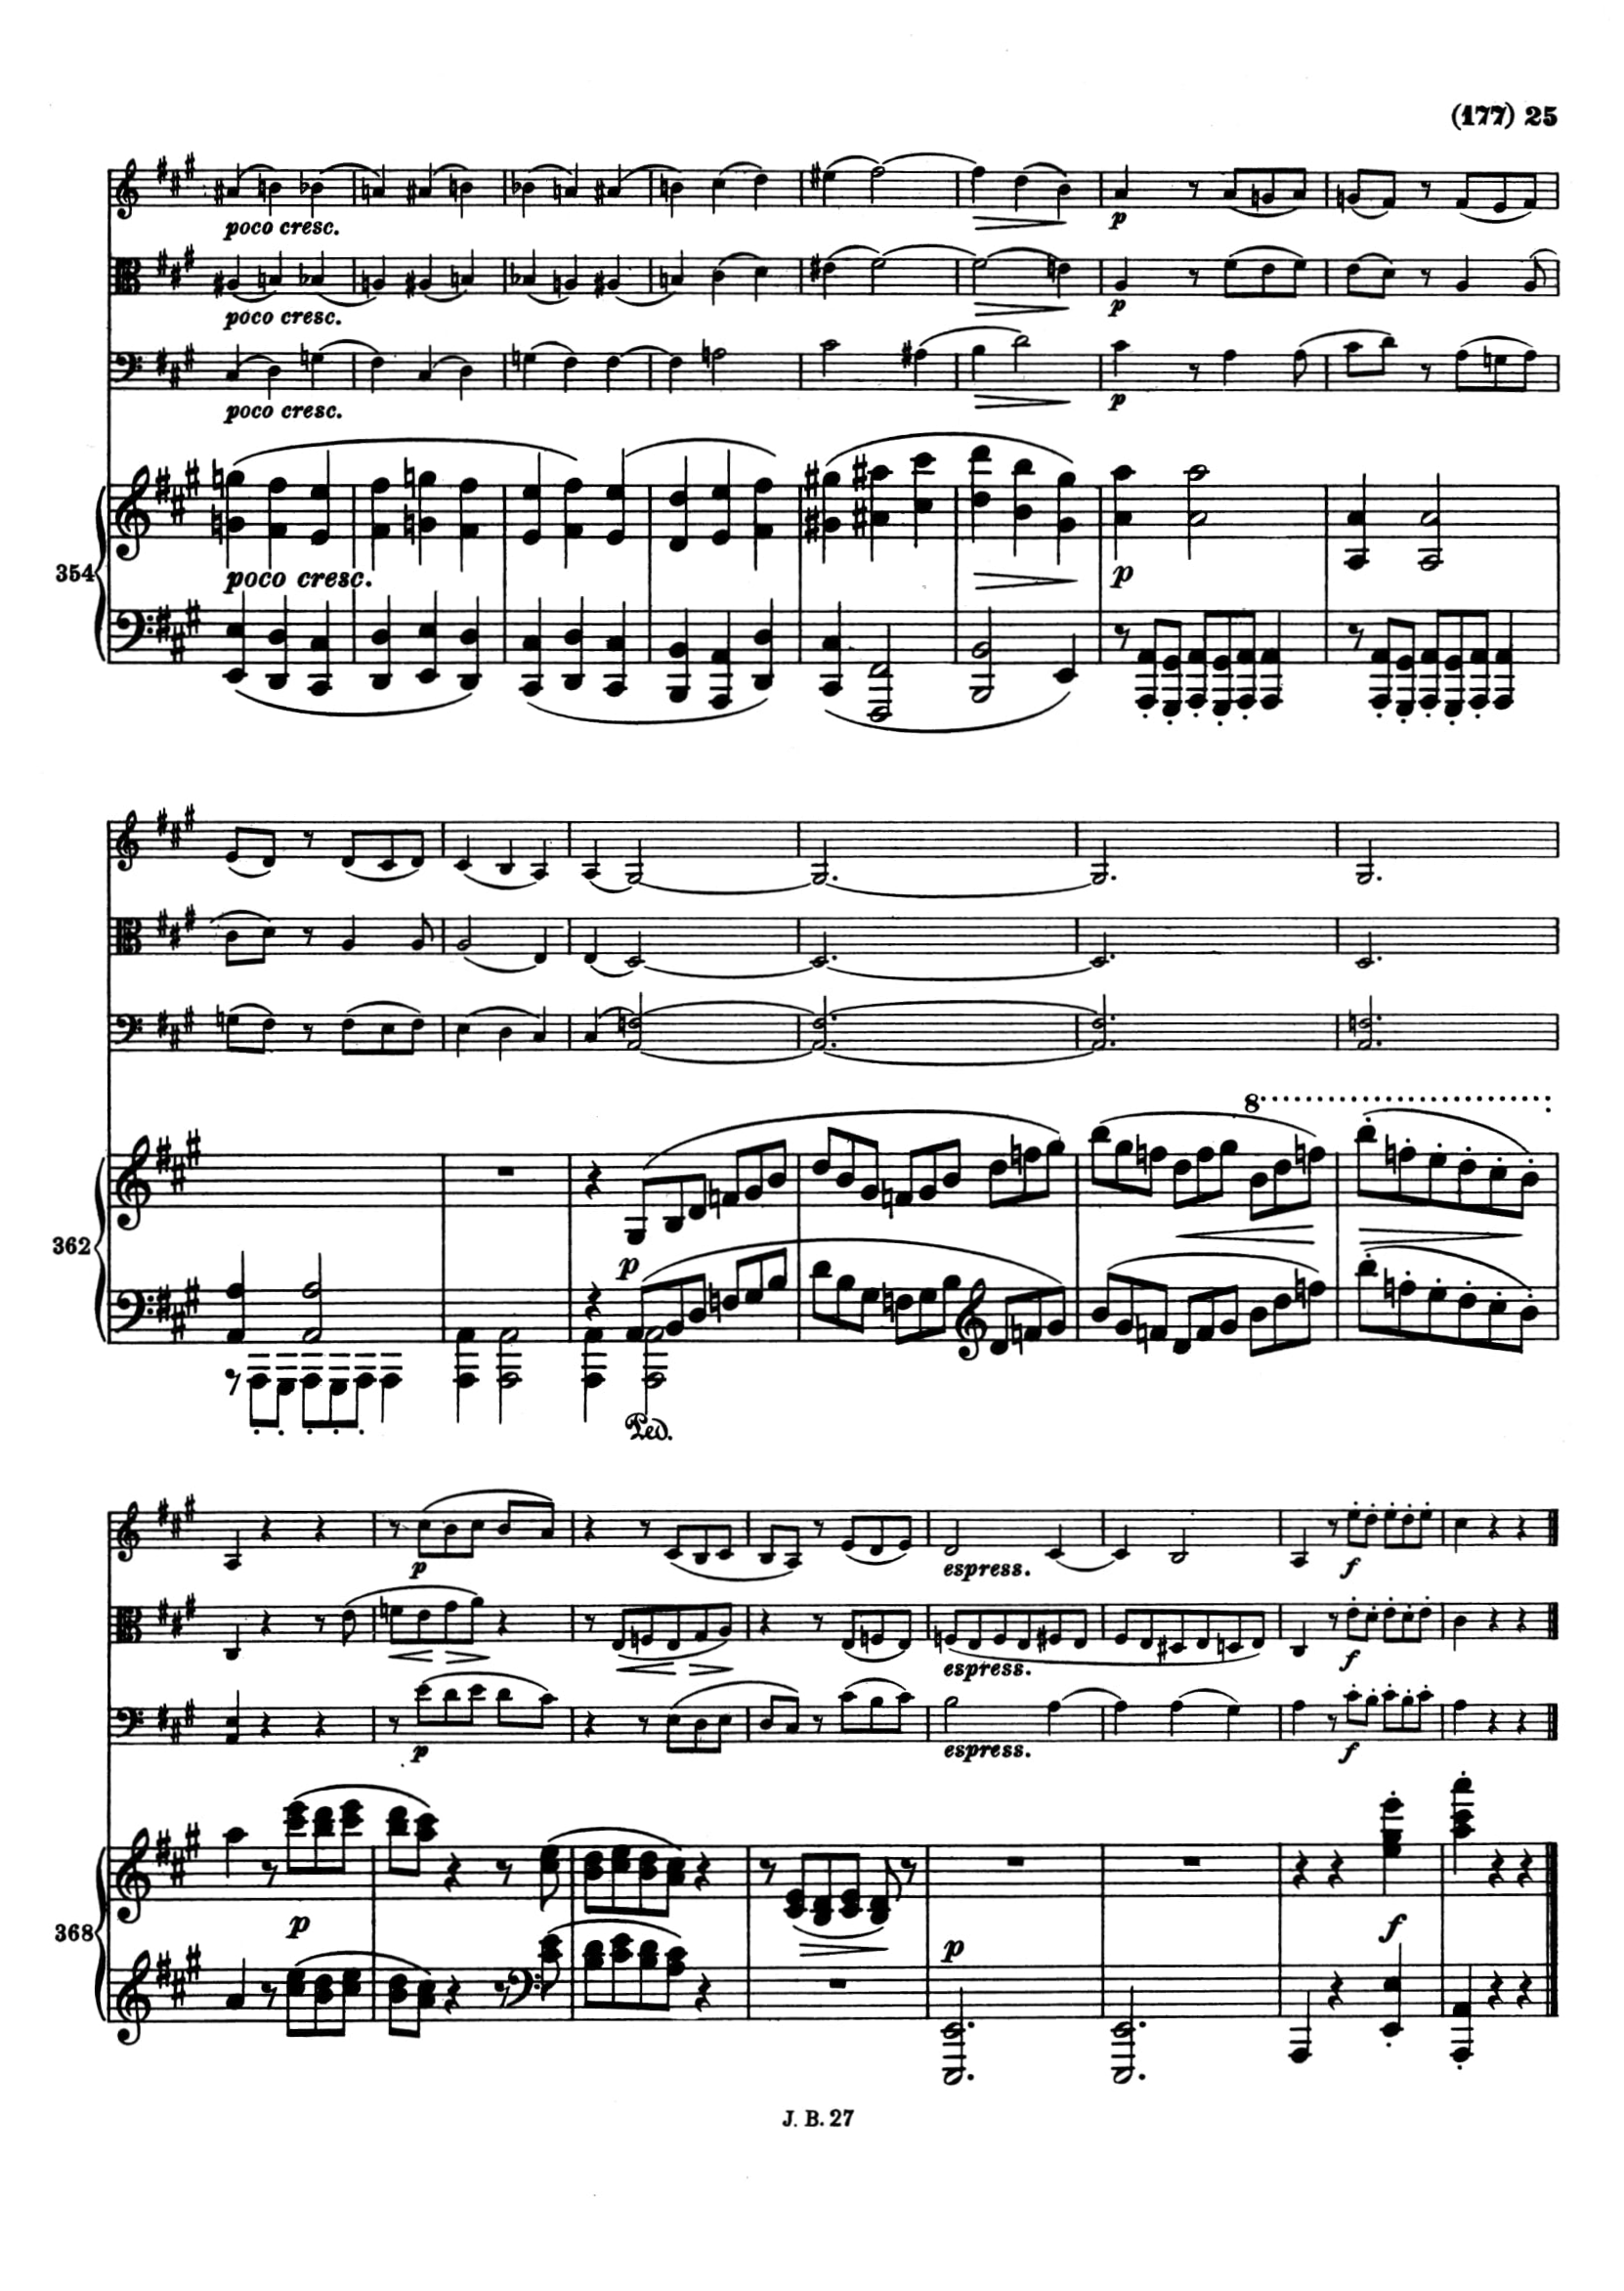 (177) 25
poco cresc.
poco cresc.
poco cresc.
p
p
p
354
poco cresc.
p
8
362
p
Ped.
p
espress.
f
espress.
f
p
espress.
f
p
f
368
p
J. B. 27